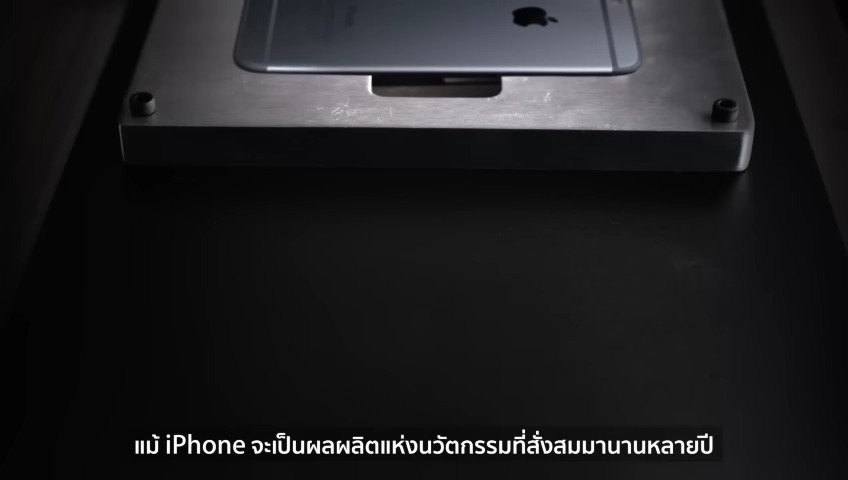 แม้ iPhone จะเป็นผลผลิตแห่งนวัตกรรมที่สั่งสมมานานหลายปี